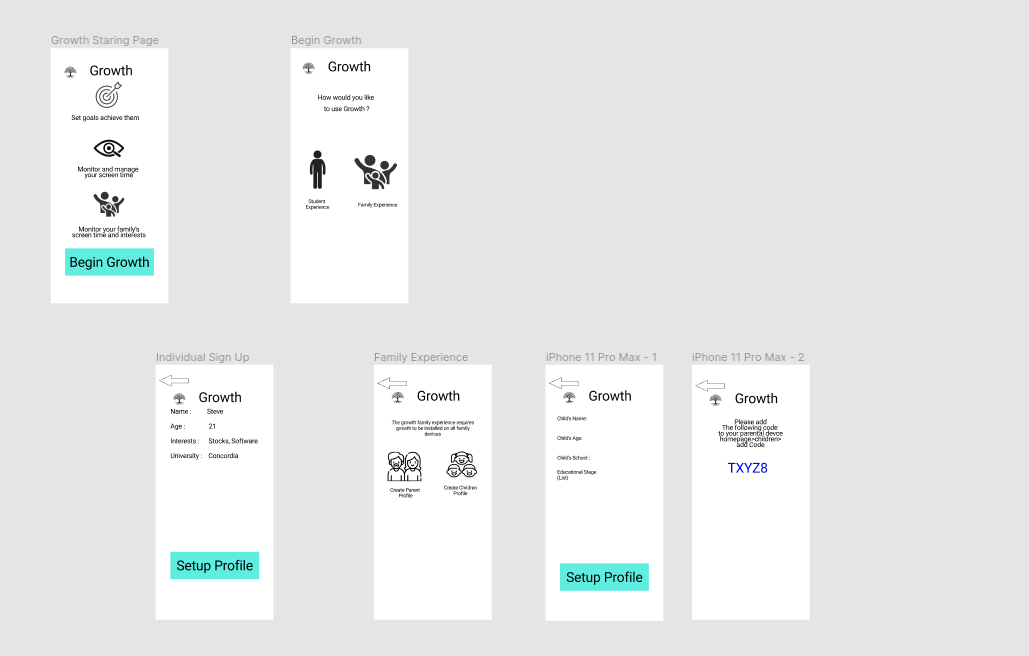 Growth Staring Page
Growth
Set goals achieve them
Monitor and manage
your screen time
Monitor your family's
screen time and interests
Begin Growth
Begin Growth
Growth
How would you like
to use Growth ?
Student
Experience
Family Experience
Individual Sign Up
Growth
Name : Steve
Age : 21
Interests : Stocks, Software
University : Concordia
Setup Profile
Family Experience
Growth
The growth family experience requires
growth to be installed on all family
devices
Create Parent
Profile
Create Children
Profile
iPhone 11 Pro Max - 1
Growth
Child's Name:
Child's Age:
Child's School :
Educational Stage
(List)
Setup Profile
iPhone 11 Pro Max - 2
Growth
Please add
The following code
to your parental devce
homepage>children>
add Code
TXYZ8